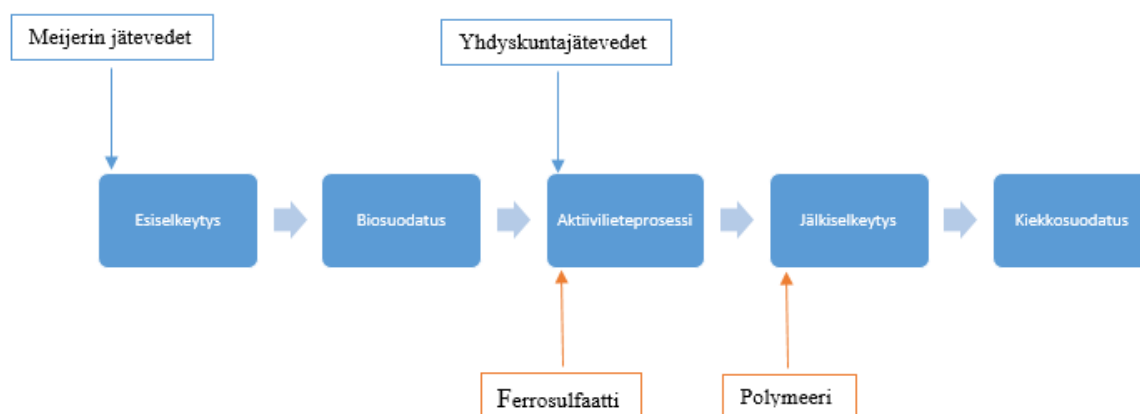 Meijerin jätevedet
Yhdyskuntajätevedet
Esiselkeytys
Biosuodatus
Aktiivilieteprosessi
Jälkiselkeytys
Kiekkosuodatus
Ferrosulfaatti
Polymeeri